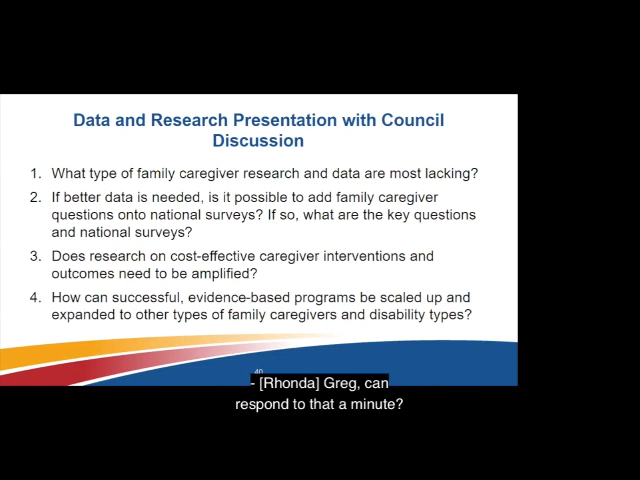 Data and Research Presentation with Council
Discussion
1. What type of family caregiver research and data are most lacking?
2. If better data is needed, is it possible to add family caregiver
questions onto national surveys? If so, what are the key questions
and national surveys?
3. Does research on cost-effective caregiver interventions and
outcomes need to be amplified?
4. How can successful, evidence-based programs be scaled up and
expanded to other types of family caregivers and disability types?
40
- [Rhonda] Greg, can
respond to that a minute?